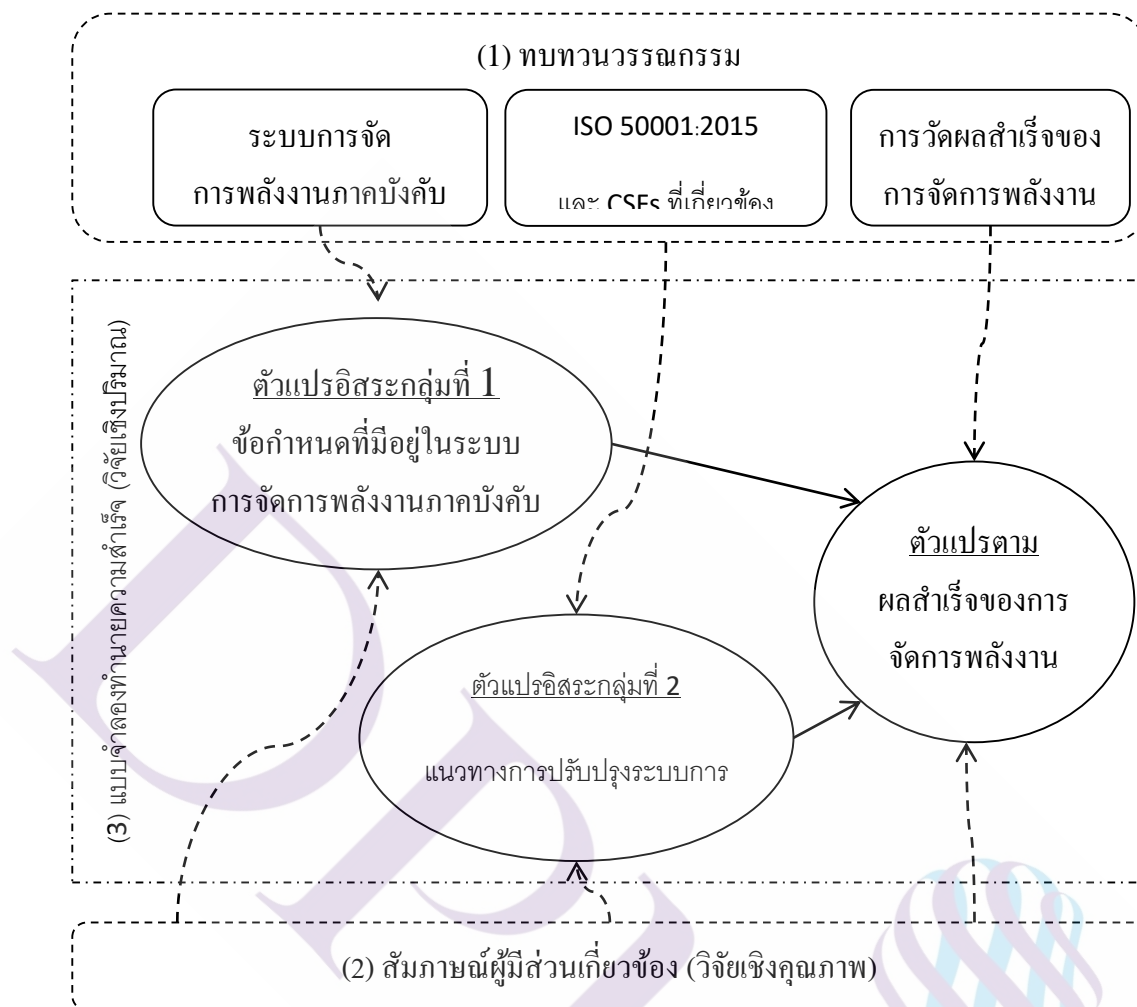 (1) ทบทวนวรรณกรรม
ระบบการจัด
การพลังงานภาคบังคับ
ISO 50001:2015
และ CSFs ที่เกี่ยวข้อง
การวัดผลสำเร็จของ
การจัดการพลังงาน
(3) แบบจำลองทำนายความสำเร็จ (วิจัยเชิงปริมาณ)
ตัวแปรอิสระกลุ่มที่ 1
ข้อกำหนดที่มีอยู่ในระบบ
การจัดการพลังงานภาคบังคับ
ตัวแปรตาม
ผลสำเร็จของการ
จัดการพลังงาน
ตัวแปรอิสระกลุ่มที่ 2
แนวทางการปรับปรุงระบบการ
(2) สัมภาษณ์ผู้มีส่วนเกี่ยวข้อง (วิจัยเชิงคุณภาพ)